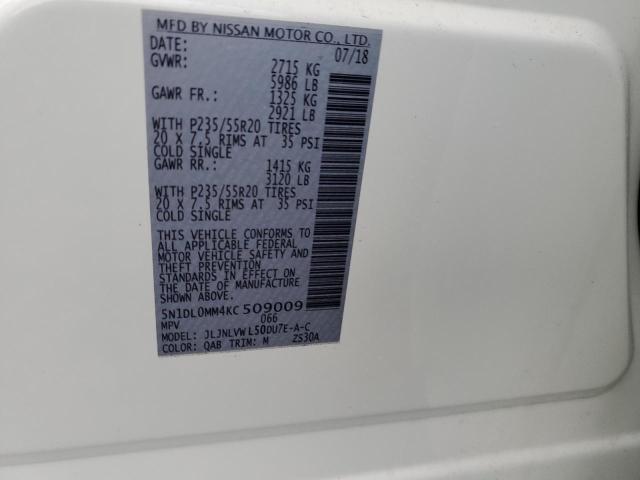 MFD BY NISSAN MOTOR CO., LTD.
DATE: 07/18
GVWR: 2715 KG
5986 LB
GAWR FR.: 1325 KG
2921 LB
WITH P235/55R20 TIRES
20 X 7.5 RIMS AT 35 PSI
COLD SINGLE
GAWR RR.: 1415 KG
3120 LB
WITH P235/55R20 TIRES
20 X 7.5 RIMS AT 35 PSI
COLD SINGLE
THIS VEHICLE CONFORMS TO
ALL APPLICABLE FEDERAL
MOTOR VEHICLE SAFETY AND
THEFT PREVENTION
STANDARDS IN EFFECT ON
THE DATE OF MANUFACTURE
SHOWN ABOVE.
5N1DL0MM4KC509009
MPV 066
MODEL: JLJNLVWL50DU7E-A-C
COLOR: QAB TRIM: M ZS30A